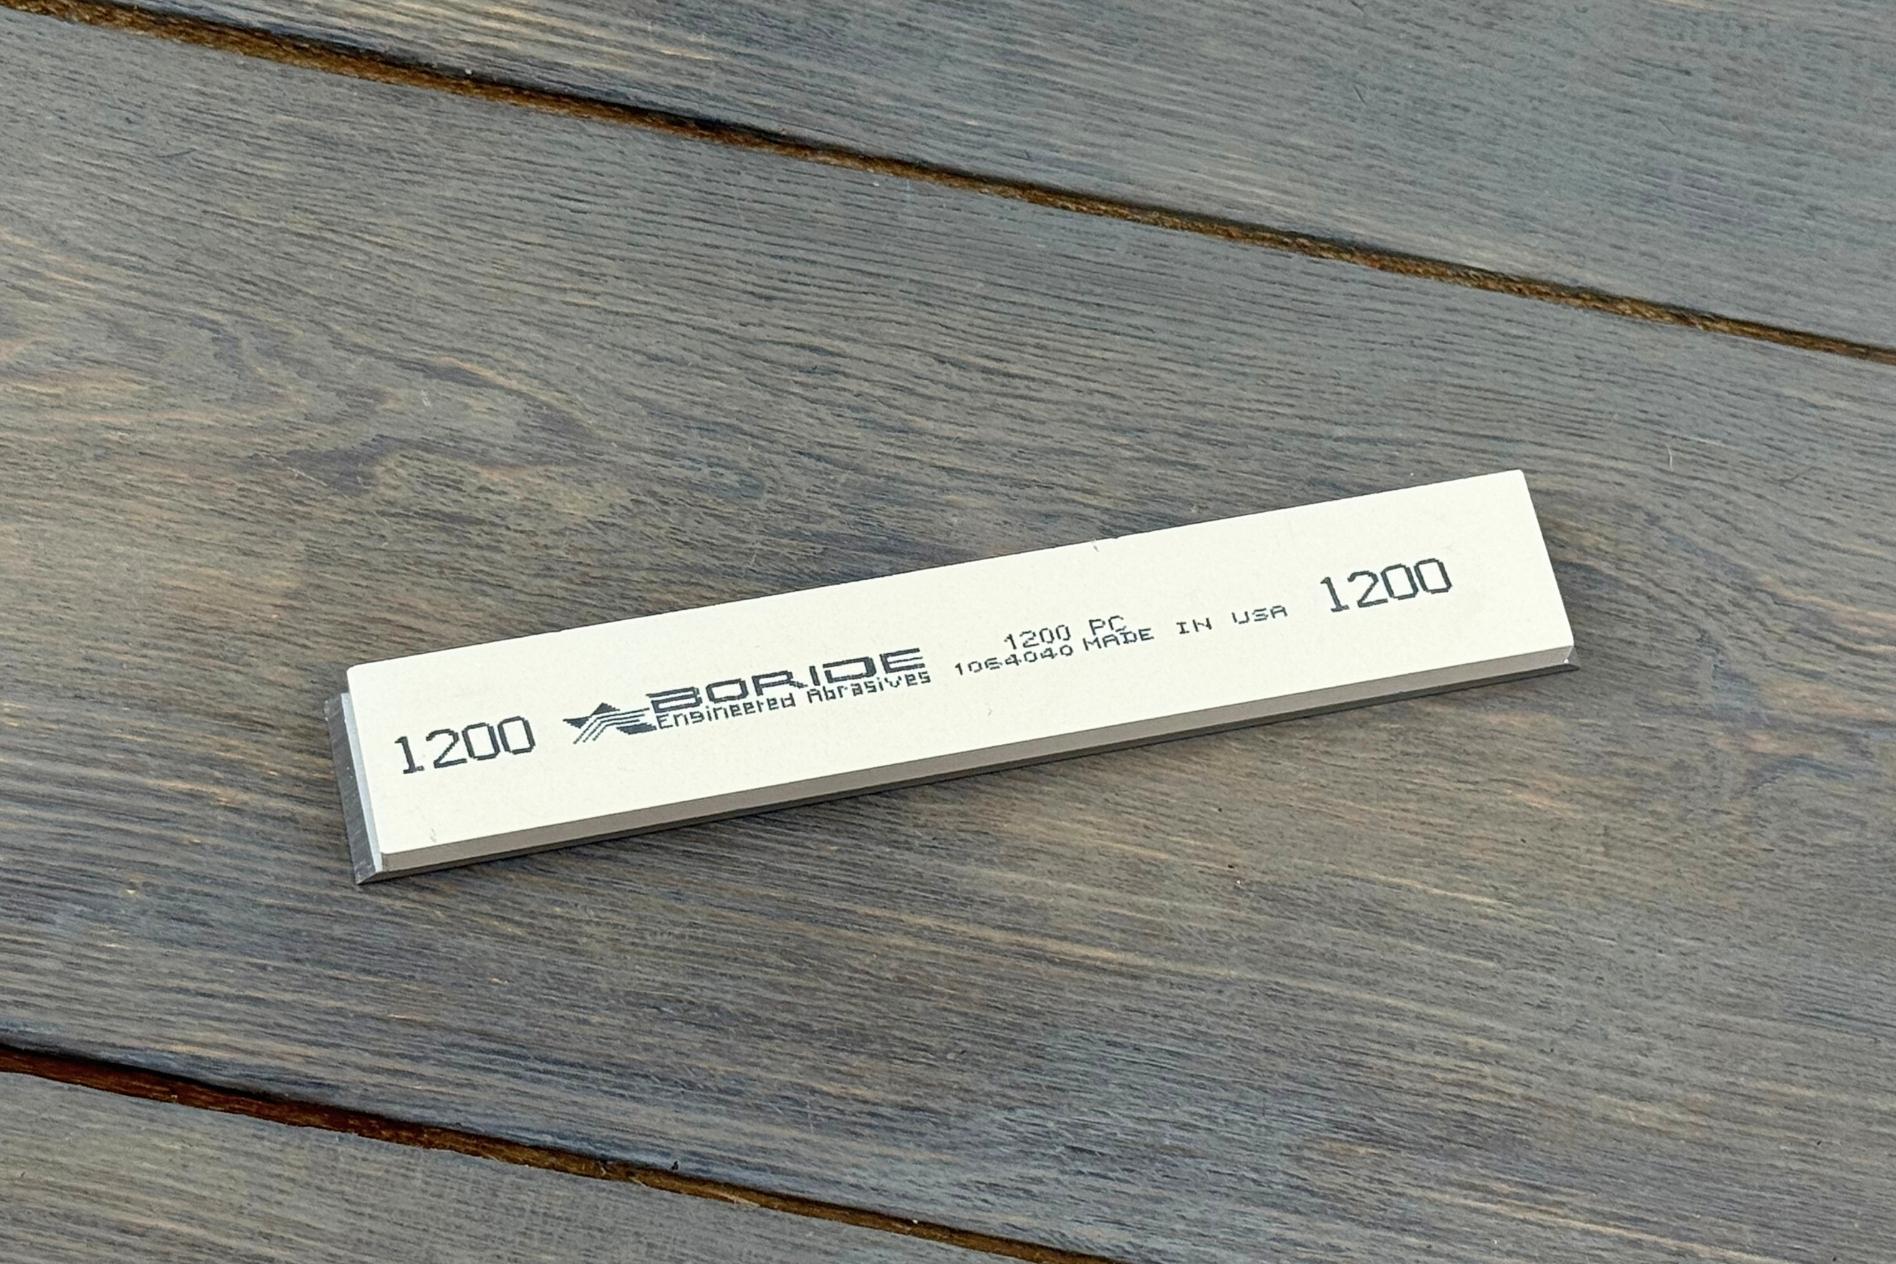 1200
BORIDE
Engineered Abrasives
1200 PC
1064040 MADE IN USA
1200